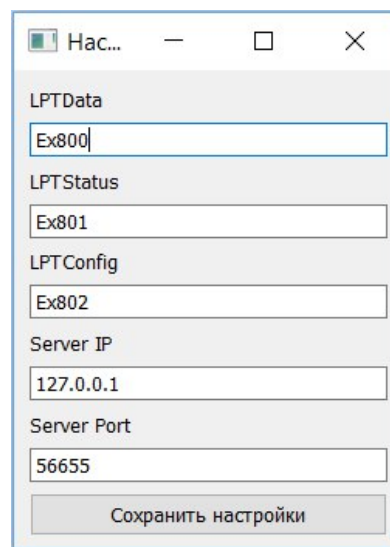 Нас...
LPTData
Ex800
LPTStatus
Ex801
LPTConfig
Ex802
Server IP
127.0.0.1
Server Port
56655
Сохранить настройки